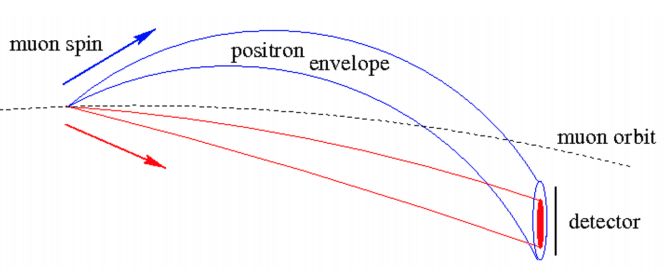 muon spin
positron envelope
muon orbit
detector